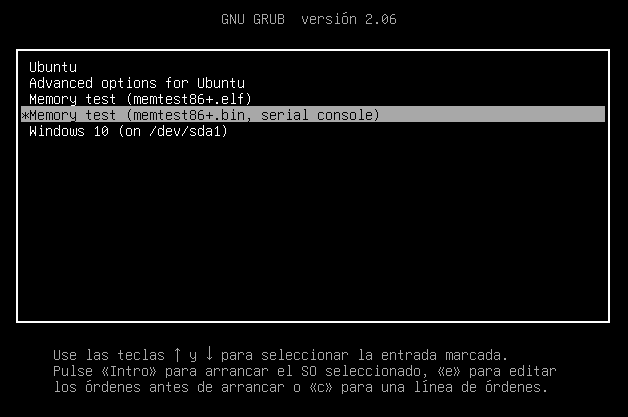 GNU GRUB  versión 2.06
Ubuntu
Advanced options for Ubuntu
Memory test (memtest86+.elf)
*Memory test (memtest86+.bin, serial console)
Windows 10 (on /dev/sda1)
Use las teclas ↑ y ↓ para seleccionar la entrada marcada.
Pulse «Intro» para arrancar el SO seleccionado, «e» para editar
los órdenes antes de arrancar o «c» para una línea de órdenes.